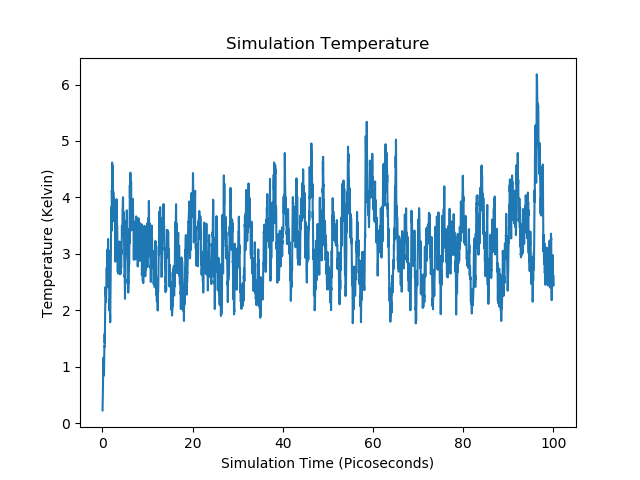 Simulation Temperature
Temperature (Kelvin)
6
5
4
3
2
1
0
0 20 40 60 80 100
Simulation Time (Picoseconds)